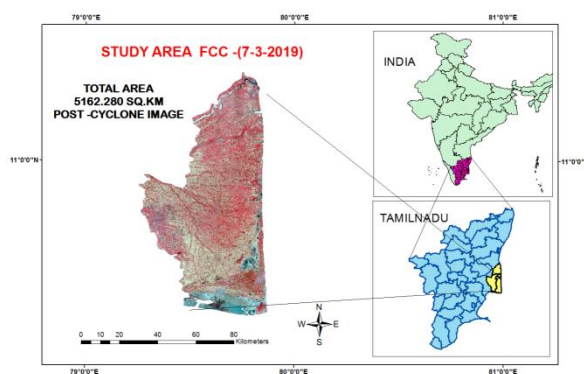 79°0'0"E
80°0'0"E
81°0'0"E
STUDY AREA FCC -(7-3-2019)
TOTAL AREA
5162.280 SQ.KM
POST -CYCLONE IMAGE
INDIA
11°0'0"N
11°0'0"N
TAMILNADU
N
W E
S
0 10 20 40 60 80
Kilometers
79°0'0"E
80°0'0"E
81°0'0"E